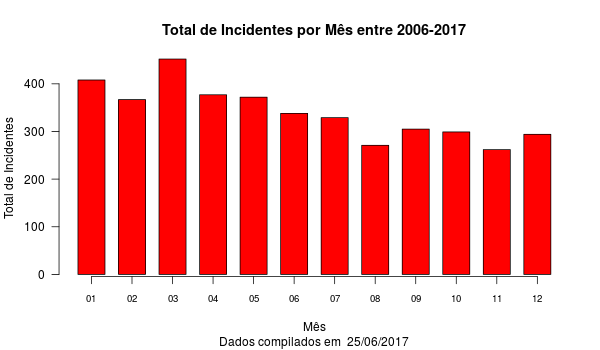 Total de Incidentes por Mês entre 2006-2017
Total de Incidentes
400
300
200
100
0
01 02 03 04 05 06 07 08 09 10 11 12
Mês
Dados compilados em  25/06/2017